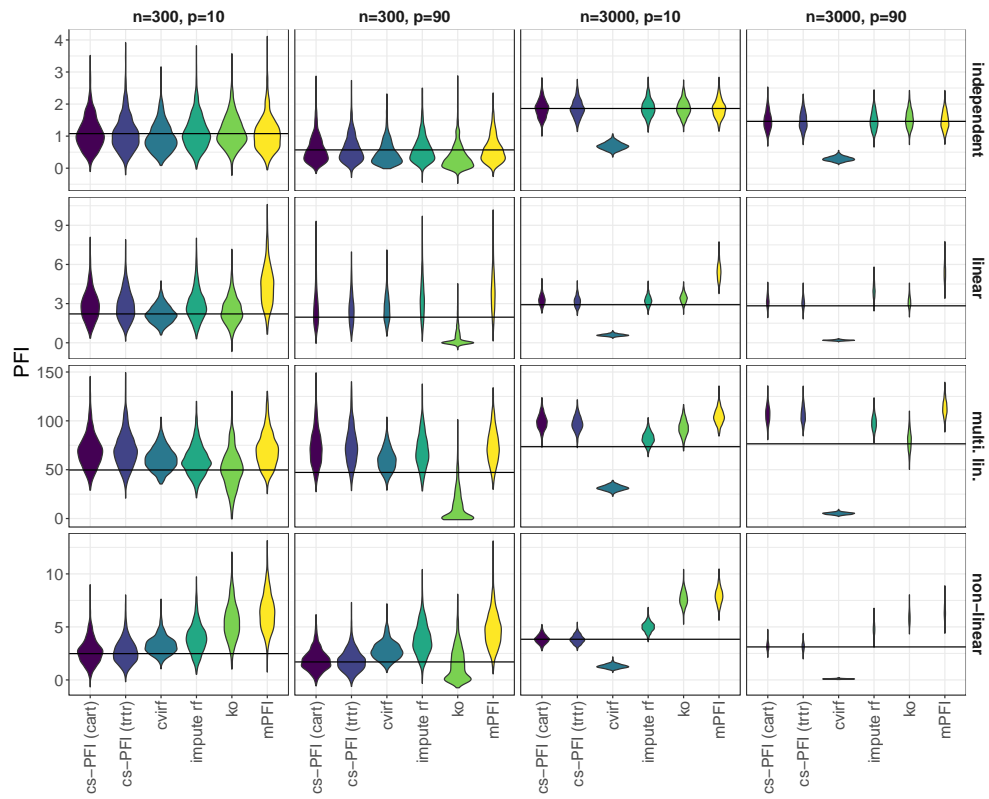 n=300, p=10
n=300, p=90
n=3000, p=10
n=3000, p=90
PFI
4
3
2
1
0
independent
9
6
3
0
linear
150
100
50
0
multi. lin.
10
5
0
non-linear
cs-PFI (cart)
cs-PFI (trtr)
cvirf
impute rf
ko
mPFI
cs-PFI (cart)
cs-PFI (trtr)
cvirf
impute rf
ko
mPFI
cs-PFI (cart)
cs-PFI (trtr)
cvirf
impute rf
ko
mPFI
cs-PFI (cart)
cs-PFI (trtr)
cvirf
impute rf
ko
mPFI